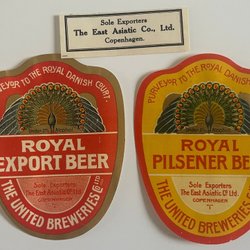 Sole Exporters
The East Asiatic Co., Ltd.
Copenhagen.
PURVEYOR TO THE ROYAL DANISH COURT.
ROYAL
EXPORT BEER
Sole Exporters
The East Asiatic Co. Ltd
COPENHAGEN
THE UNITED BREWERIES
PURVEYOR TO THE ROYAL DANISH
ROYAL
PILSENER BE
Sole Exporters
The East Asiatic Co. Ltd
COPENHAGEN
THE UNITED BREWERIES